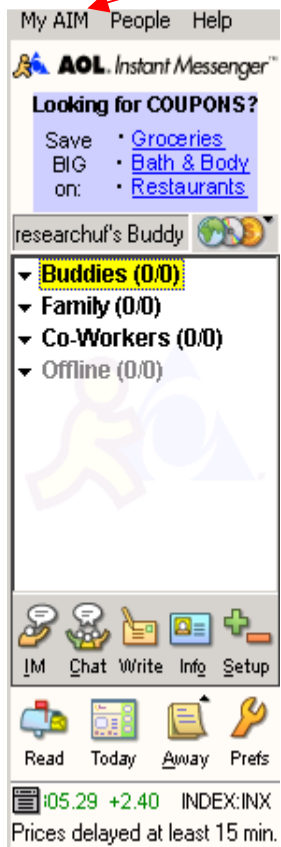 My AIM People Help
AOL Instant Messenger™
Looking for COUPONS?
Save BIG on:
· Groceries
· Bath & Body
· Restaurants
researchuf's Buddy
Buddies (0/0)
Family (0/0)
Co-Workers (0/0)
Offline (0/0)
IM Chat Write Info Setup
Read Today Away Prefs
:05.29 +2.40 INDEX:INX
Prices delayed at least 15 min.